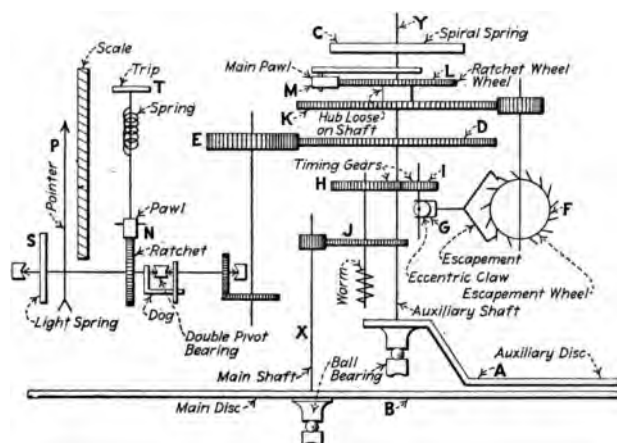 Scale
Trip
T
Spring
P
Pointer
Pawl
N
S
Ratchet
Light Spring
Dog
Double Pivot
Bearing
C
Y
Spiral Spring
Main Pawl
L
Ratchet Wheel
Wheel
M
K
Hub Loose
on Shaft
E
D
Timing Gears
H
I
J
G
F
Escapement
Eccentric Claw
Escapement Wheel
Worm
Auxiliary Shaft
X
Main Shaft
Ball
Bearing
Auxiliary Disc
A
Main Disc
B